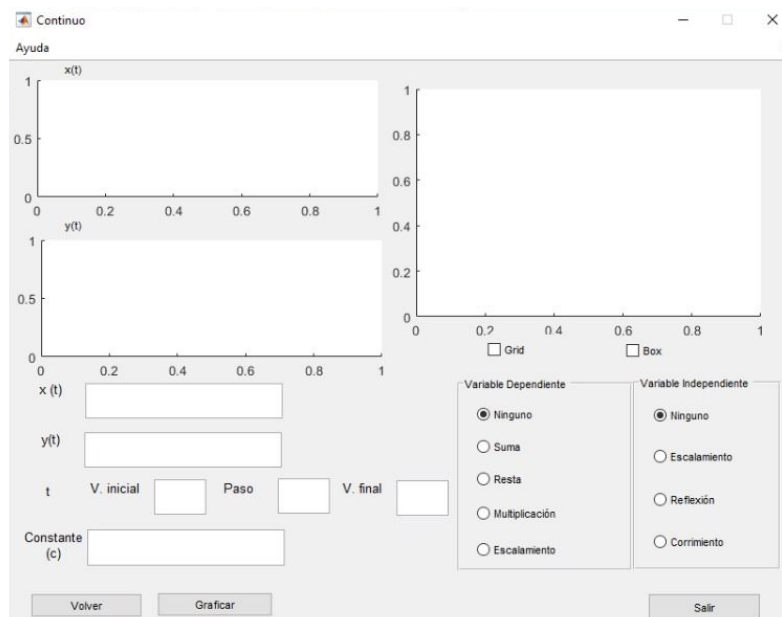 Continuo
Ayuda
x(t)
1
0.5
0
0 0.2 0.4 0.6 0.8 1
y(t)
1
0.5
0
0 0.2 0.4 0.6 0.8 1
1
0.8
0.6
0.4
0.2
0
0 0.2 0.4 0.6 0.8 1
Grid Box
x (t)
y(t)
t V. inicial Paso V. final
Constante
(c)
Variable Dependiente
Ninguno
Suma
Resta
Multiplicación
Escalamiento
Variable Independiente
Ninguno
Escalamiento
Reflexión
Corrimiento
Volver Graficar Salir